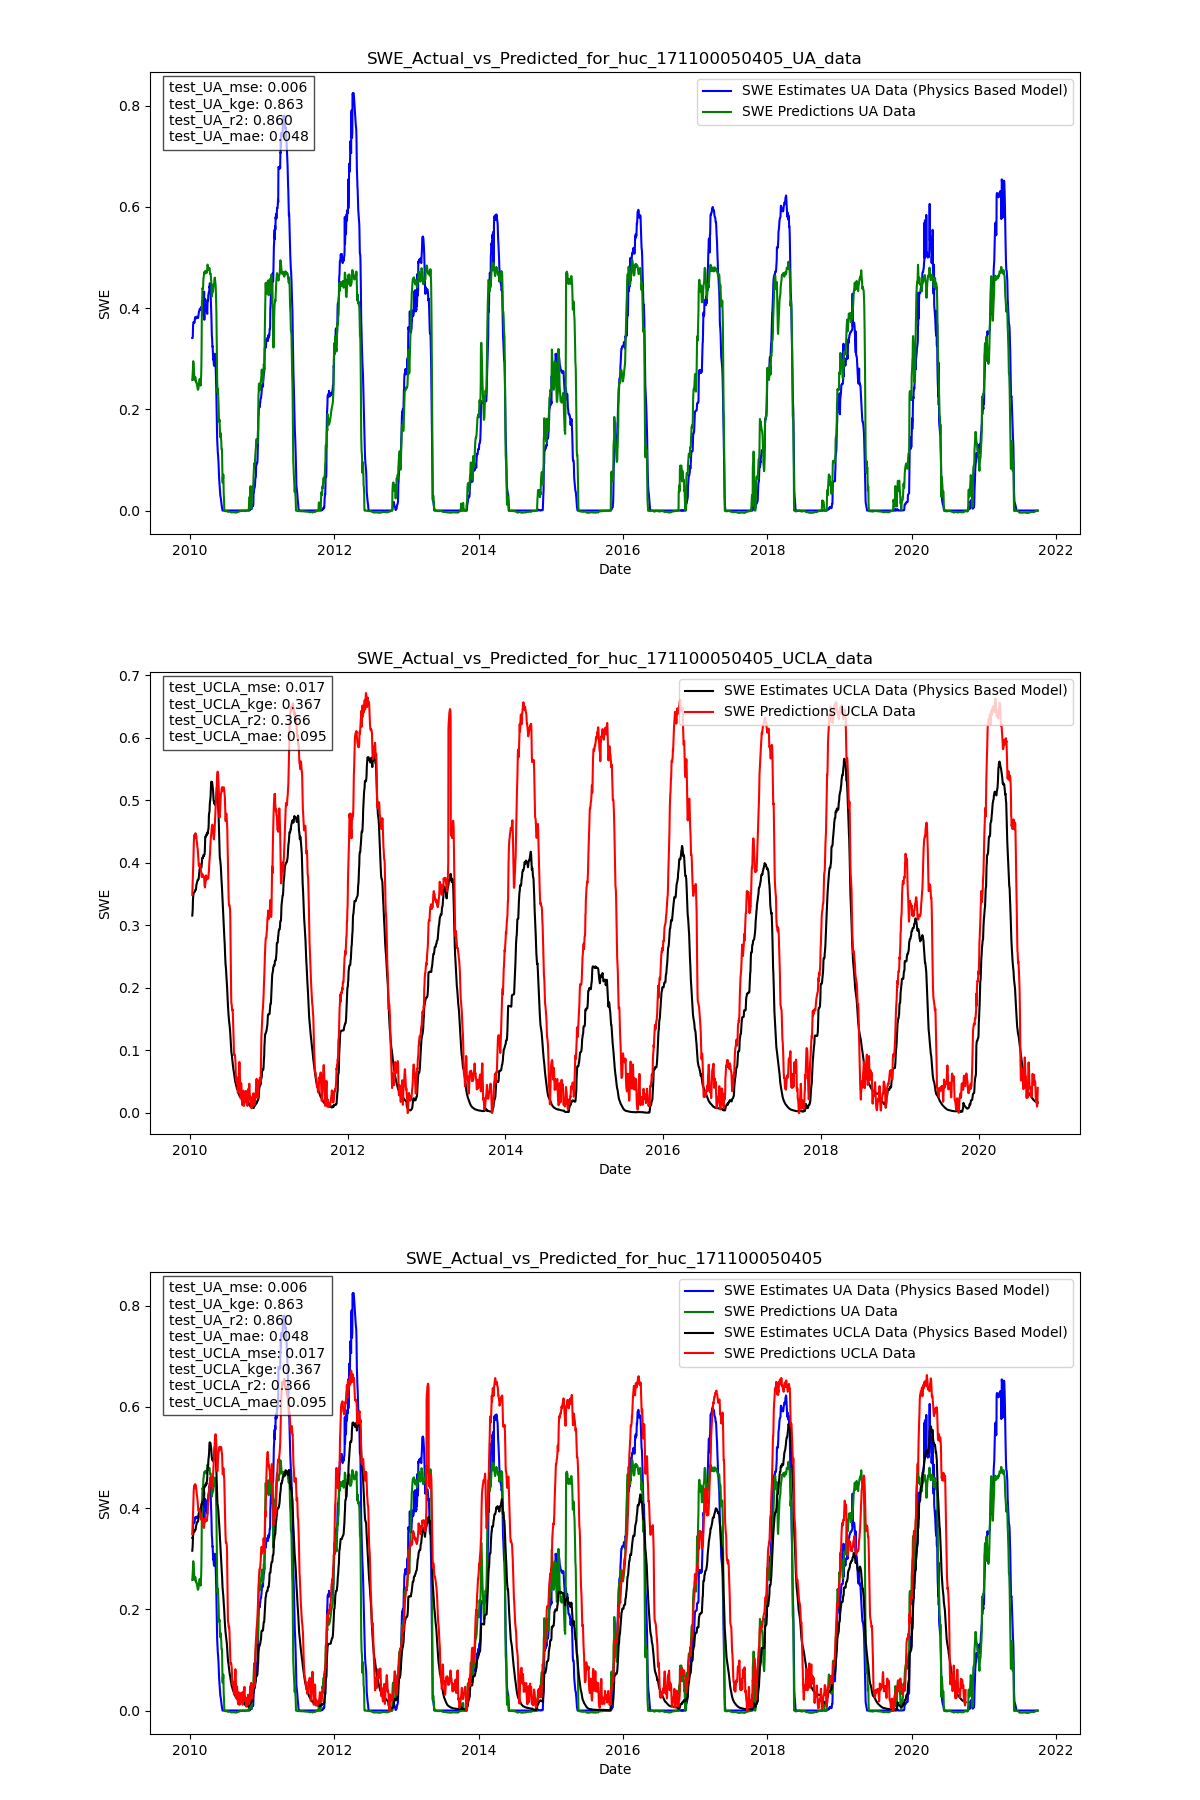 SWE_Actual_vs_Predicted_for_huc_171100050405_UA_data
test_UA_mse: 0.006
test_UA_kge: 0.863
test_UA_r2: 0.860
test_UA_mae: 0.048
SWE Estimates UA Data (Physics Based Model)
SWE Predictions UA Data
0.8
0.6
0.4
0.2
0.0
SWE
2010 2012 2014 2016 2018 2020 2022
Date
SWE_Actual_vs_Predicted_for_huc_171100050405_UCLA_data
test_UCLA_mse: 0.017
test_UCLA_kge: 0.367
test_UCLA_r2: 0.366
test_UCLA_mae: 0.095
SWE Estimates UCLA Data (Physics Based Model)
SWE Predictions UCLA Data
0.7
0.6
0.5
0.4
0.3
0.2
0.1
0.0
SWE
2010 2012 2014 2016 2018 2020
Date
SWE_Actual_vs_Predicted_for_huc_171100050405
test_UA_mse: 0.006
test_UA_kge: 0.863
test_UA_r2: 0.860
test_UA_mae: 0.048
test_UCLA_mse: 0.017
test_UCLA_kge: 0.367
test_UCLA_r2: 0.366
test_UCLA_mae: 0.095
SWE Estimates UA Data (Physics Based Model)
SWE Predictions UA Data
SWE Estimates UCLA Data (Physics Based Model)
SWE Predictions UCLA Data
0.8
0.6
0.4
0.2
0.0
SWE
2010 2012 2014 2016 2018 2020 2022
Date